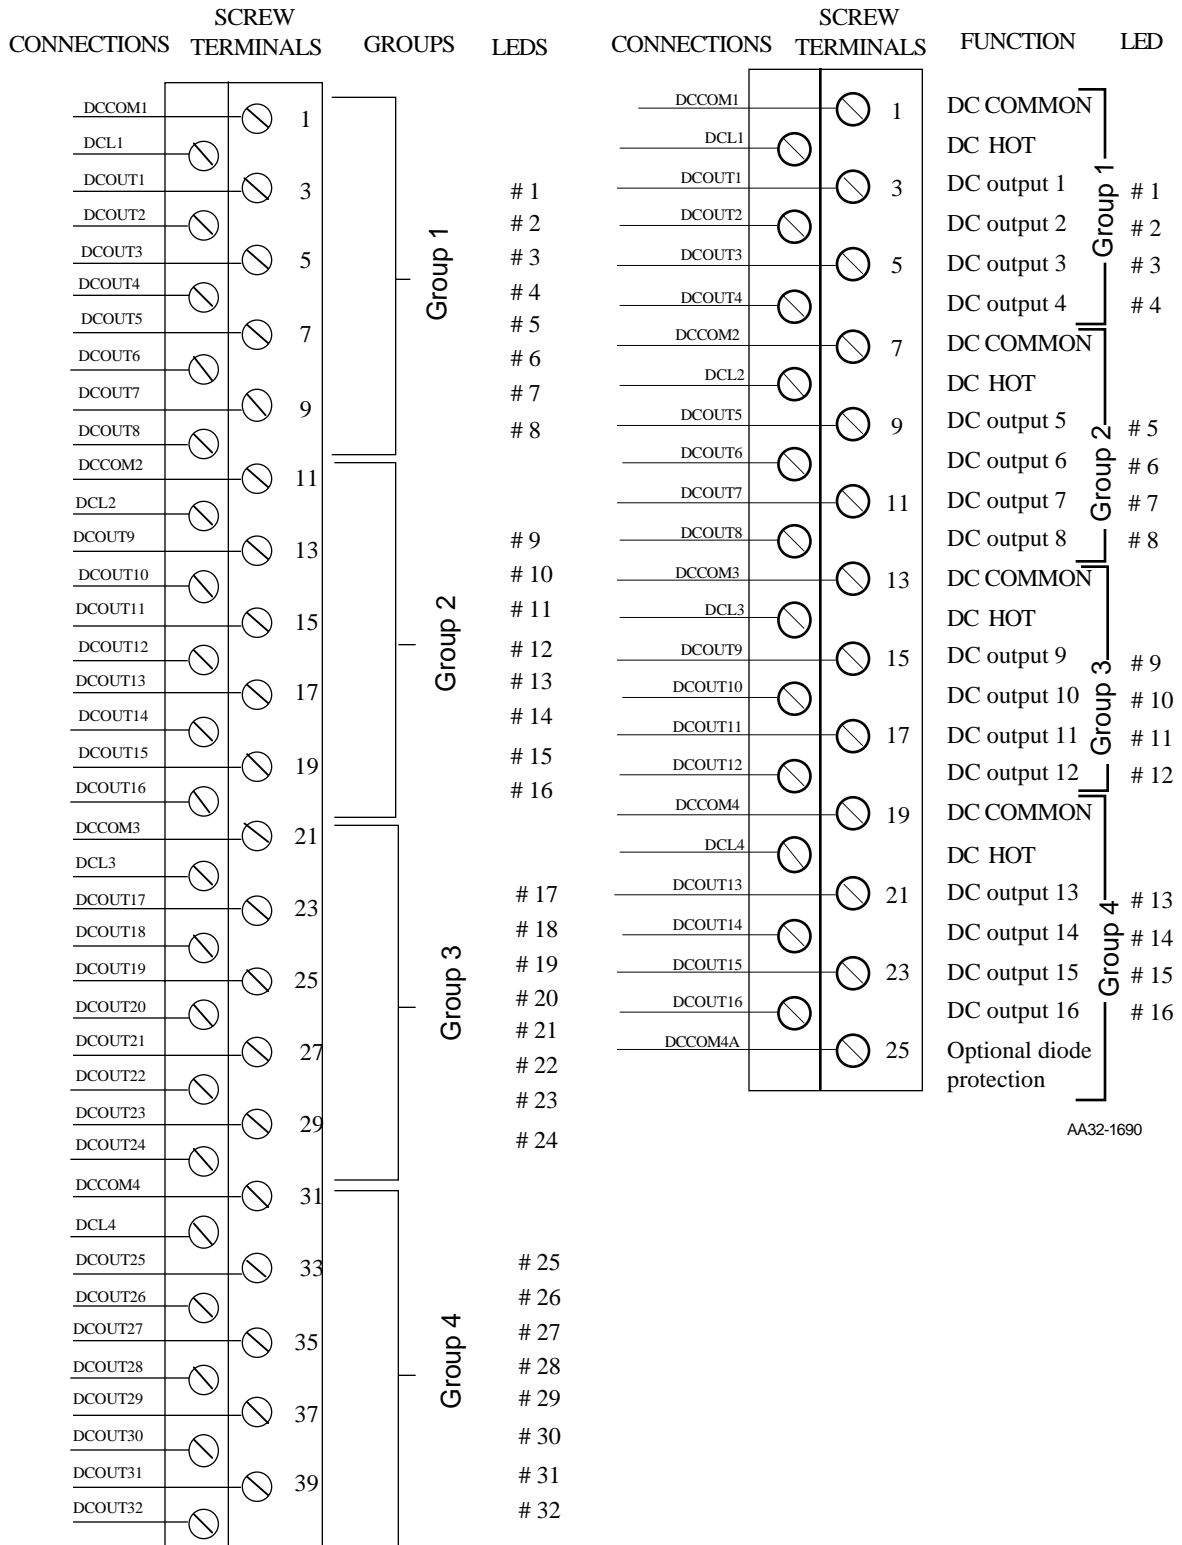 SCREW
CONNECTIONS TERMINALS GROUPS LEDS
DCCOM1 1
DCL1
DCOUT1 3 # 1
DCOUT2 # 2
DCOUT3 5 # 3
DCOUT4 # 4
DCOUT5 7 # 5
DCOUT6 # 6
DCOUT7 9 # 7
DCOUT8 # 8
Group 1
DCCOM2 11
DCL2
DCOUT9 13 # 9
DCOUT10 # 10
DCOUT11 15 # 11
DCOUT12 # 12
DCOUT13 17 # 13
DCOUT14 # 14
DCOUT15 19 # 15
DCOUT16 # 16
Group 2
DCCOM3 21
DCL3
DCOUT17 23 # 17
DCOUT18 # 18
DCOUT19 25 # 19
DCOUT20 # 20
DCOUT21 27 # 21
DCOUT22 # 22
DCOUT23 29 # 23
DCOUT24 # 24
Group 3
DCCOM4 31
DCL4
DCOUT25 33 # 25
DCOUT26 # 26
DCOUT27 35 # 27
DCOUT28 # 28
DCOUT29 37 # 29
DCOUT30 # 30
DCOUT31 39 # 31
DCOUT32 # 32
Group 4
SCREW
CONNECTIONS TERMINALS FUNCTION LED
DCCOM1 1 DC COMMON
DCL1 DC HOT
DCOUT1 3 DC output 1 # 1
DCOUT2 DC output 2 # 2
DCOUT3 5 DC output 3 # 3
DCOUT4 DC output 4 # 4
Group 1
DCCOM2 7 DC COMMON
DCL2 DC HOT
DCOUT5 9 DC output 5 # 5
DCOUT6 DC output 6 # 6
DCOUT7 11 DC output 7 # 7
DCOUT8 DC output 8 # 8
Group 2
DCCOM3 13 DC COMMON
DCL3 DC HOT
DCOUT9 15 DC output 9 # 9
DCOUT10 DC output 10 # 10
DCOUT11 17 DC output 11 # 11
DCOUT12 DC output 12 # 12
Group 3
DCCOM4 19 DC COMMON
DCL4 DC HOT
DCOUT13 21 DC output 13 # 13
DCOUT14 DC output 14 # 14
DCOUT15 23 DC output 15 # 15
DCOUT16 DC output 16 # 16
DCCOM4A 25 Optional diode
protection
Group 4
AA32-1690